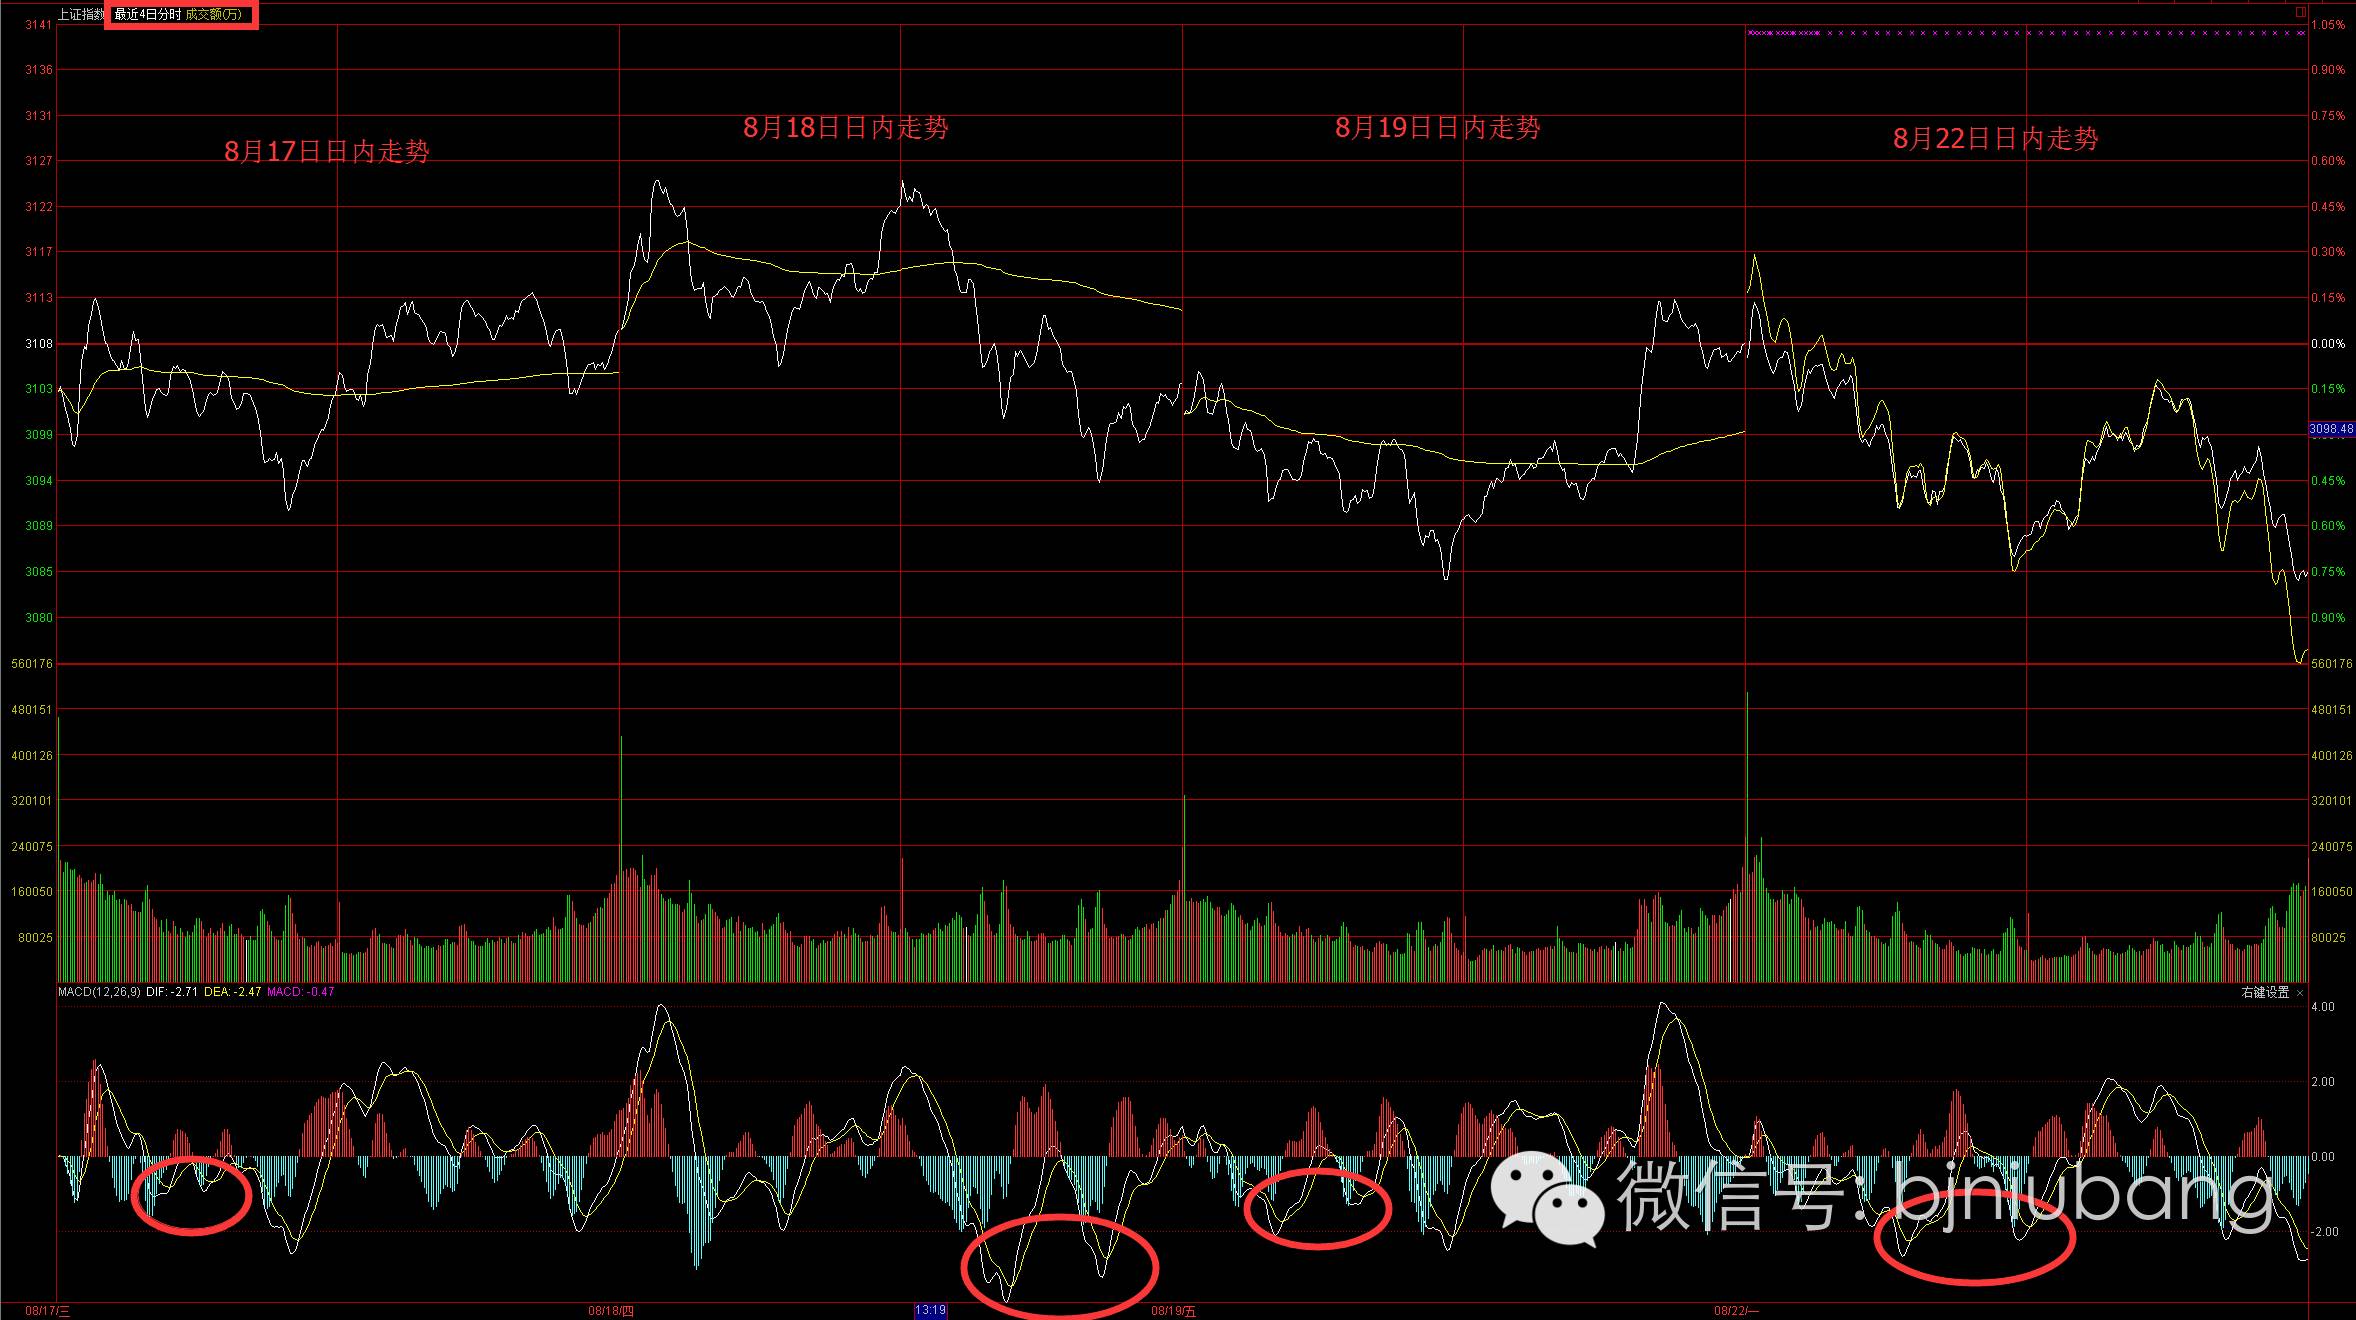 上证指数 最近4日分时 成交额(万)
3141 1.05%
3136 0.90%
3131 0.75%
3127 0.60%
3122 0.45%
3117 0.30%
3113 0.15%
3108 0.00%
3103 0.15%
3099
3098.48
3094 0.45%
3089 0.60%
3085 0.75%
3080 0.90%
8月17日日内走势
8月18日日内走势
8月19日日内走势
8月22日日内走势
560176 560176
480151 480151
400126 400126
320101 320101
240075 240075
160050 160050
80025 80025
MACD(12,26,9) DIF: -2.71 DEA: -2.47 MACD: -0.47
右键设置 ×
4.00
2.00
0.00
-2.00
微信号: bjniubang
08/17/三 08/18/四 13:19 08/19/五 08/22/一